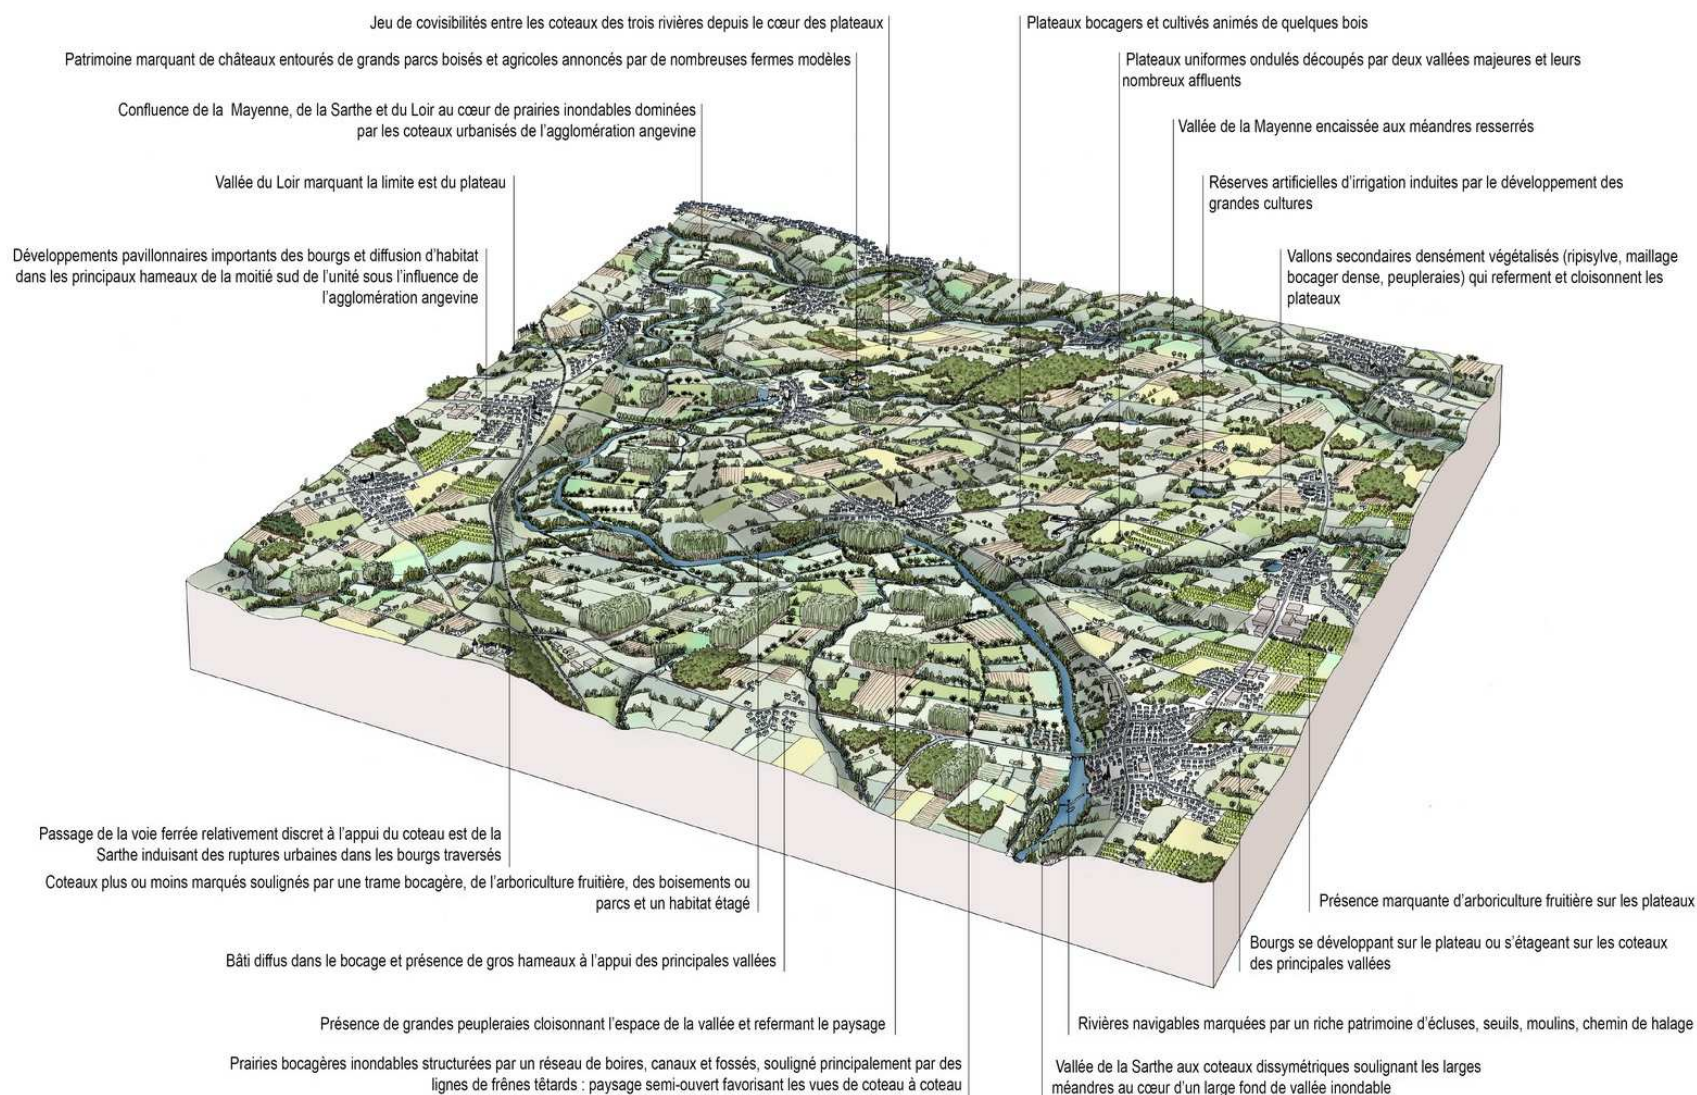 Jeu de covisibilités entre les coteaux des trois rivières depuis le cœur des plateaux
Plateaux bocagers et cultivés animés de quelques bois
Patrimoine marquant de châteaux entourés de grands parcs boisés et agricoles annoncés par de nombreuses fermes modèles
Plateaux uniformes ondulés découpés par deux vallées majeures et leurs
nombreux affluents
Confluence de la Mayenne, de la Sarthe et du Loir au cœur de prairies inondables dominées
par les coteaux urbanisés de l'agglomération angevine
Vallée de la Mayenne encaissée aux méandres resserrés
Vallée du Loir marquant la limite est du plateau
Réserves artificielles d'irrigation induites par le développement des
grandes cultures
Développements pavillonnaires importants des bourgs et diffusion d'habitat
dans les principaux hameaux de la moitié sud de l'unité sous l'influence de
l'agglomération angevine
Vallons secondaires densément végétalisés (ripisylve, maillage
bocager dense, peupleraies) qui referment et cloisonnent les
plateaux
Passage de la voie ferrée relativement discret à l'appui du coteau est de la
Sarthe induisant des ruptures urbaines dans les bourgs traversés
Coteaux plus ou moins marqués soulignés par une trame bocagère, de l'arboriculture fruitière, des boisements ou
parcs et un habitat étagé
Présence marquante d'arboriculture fruitière sur les plateaux
Bâti diffus dans le bocage et présence de gros hameaux à l'appui des principales vallées
Bourgs se développant sur le plateau ou s'étageant sur les coteaux
des principales vallées
Présence de grandes peupleraies cloisonnant l'espace de la vallée et refermant le paysage
Rivières navigables marquées par un riche patrimoine d'écluses, seuils, moulins, chemin de halage
Prairies bocagères inondables structurées par un réseau de boires, canaux et fossés, souligné principalement par des
lignes de frênes têtards : paysage semi-ouvert favorisant les vues de coteau à coteau
Vallée de la Sarthe aux coteaux dissymétriques soulignant les larges
méandres au cœur d'un large fond de vallée inondable